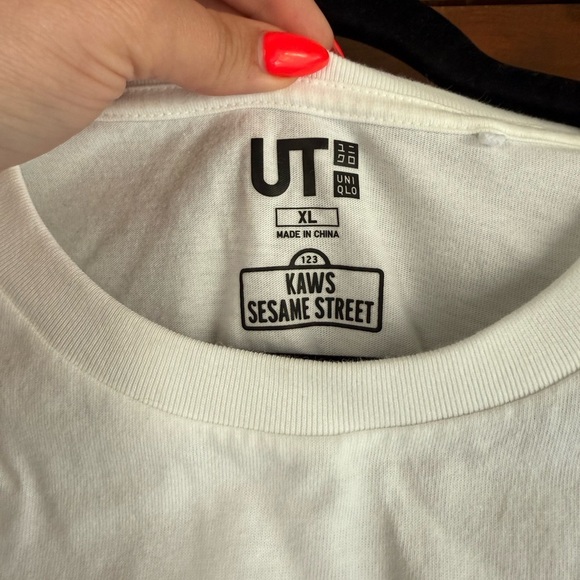 UT
ユニ
クロ
UNI
QLO
XL
MADE IN CHINA
123
KAWS
SESAME STREET